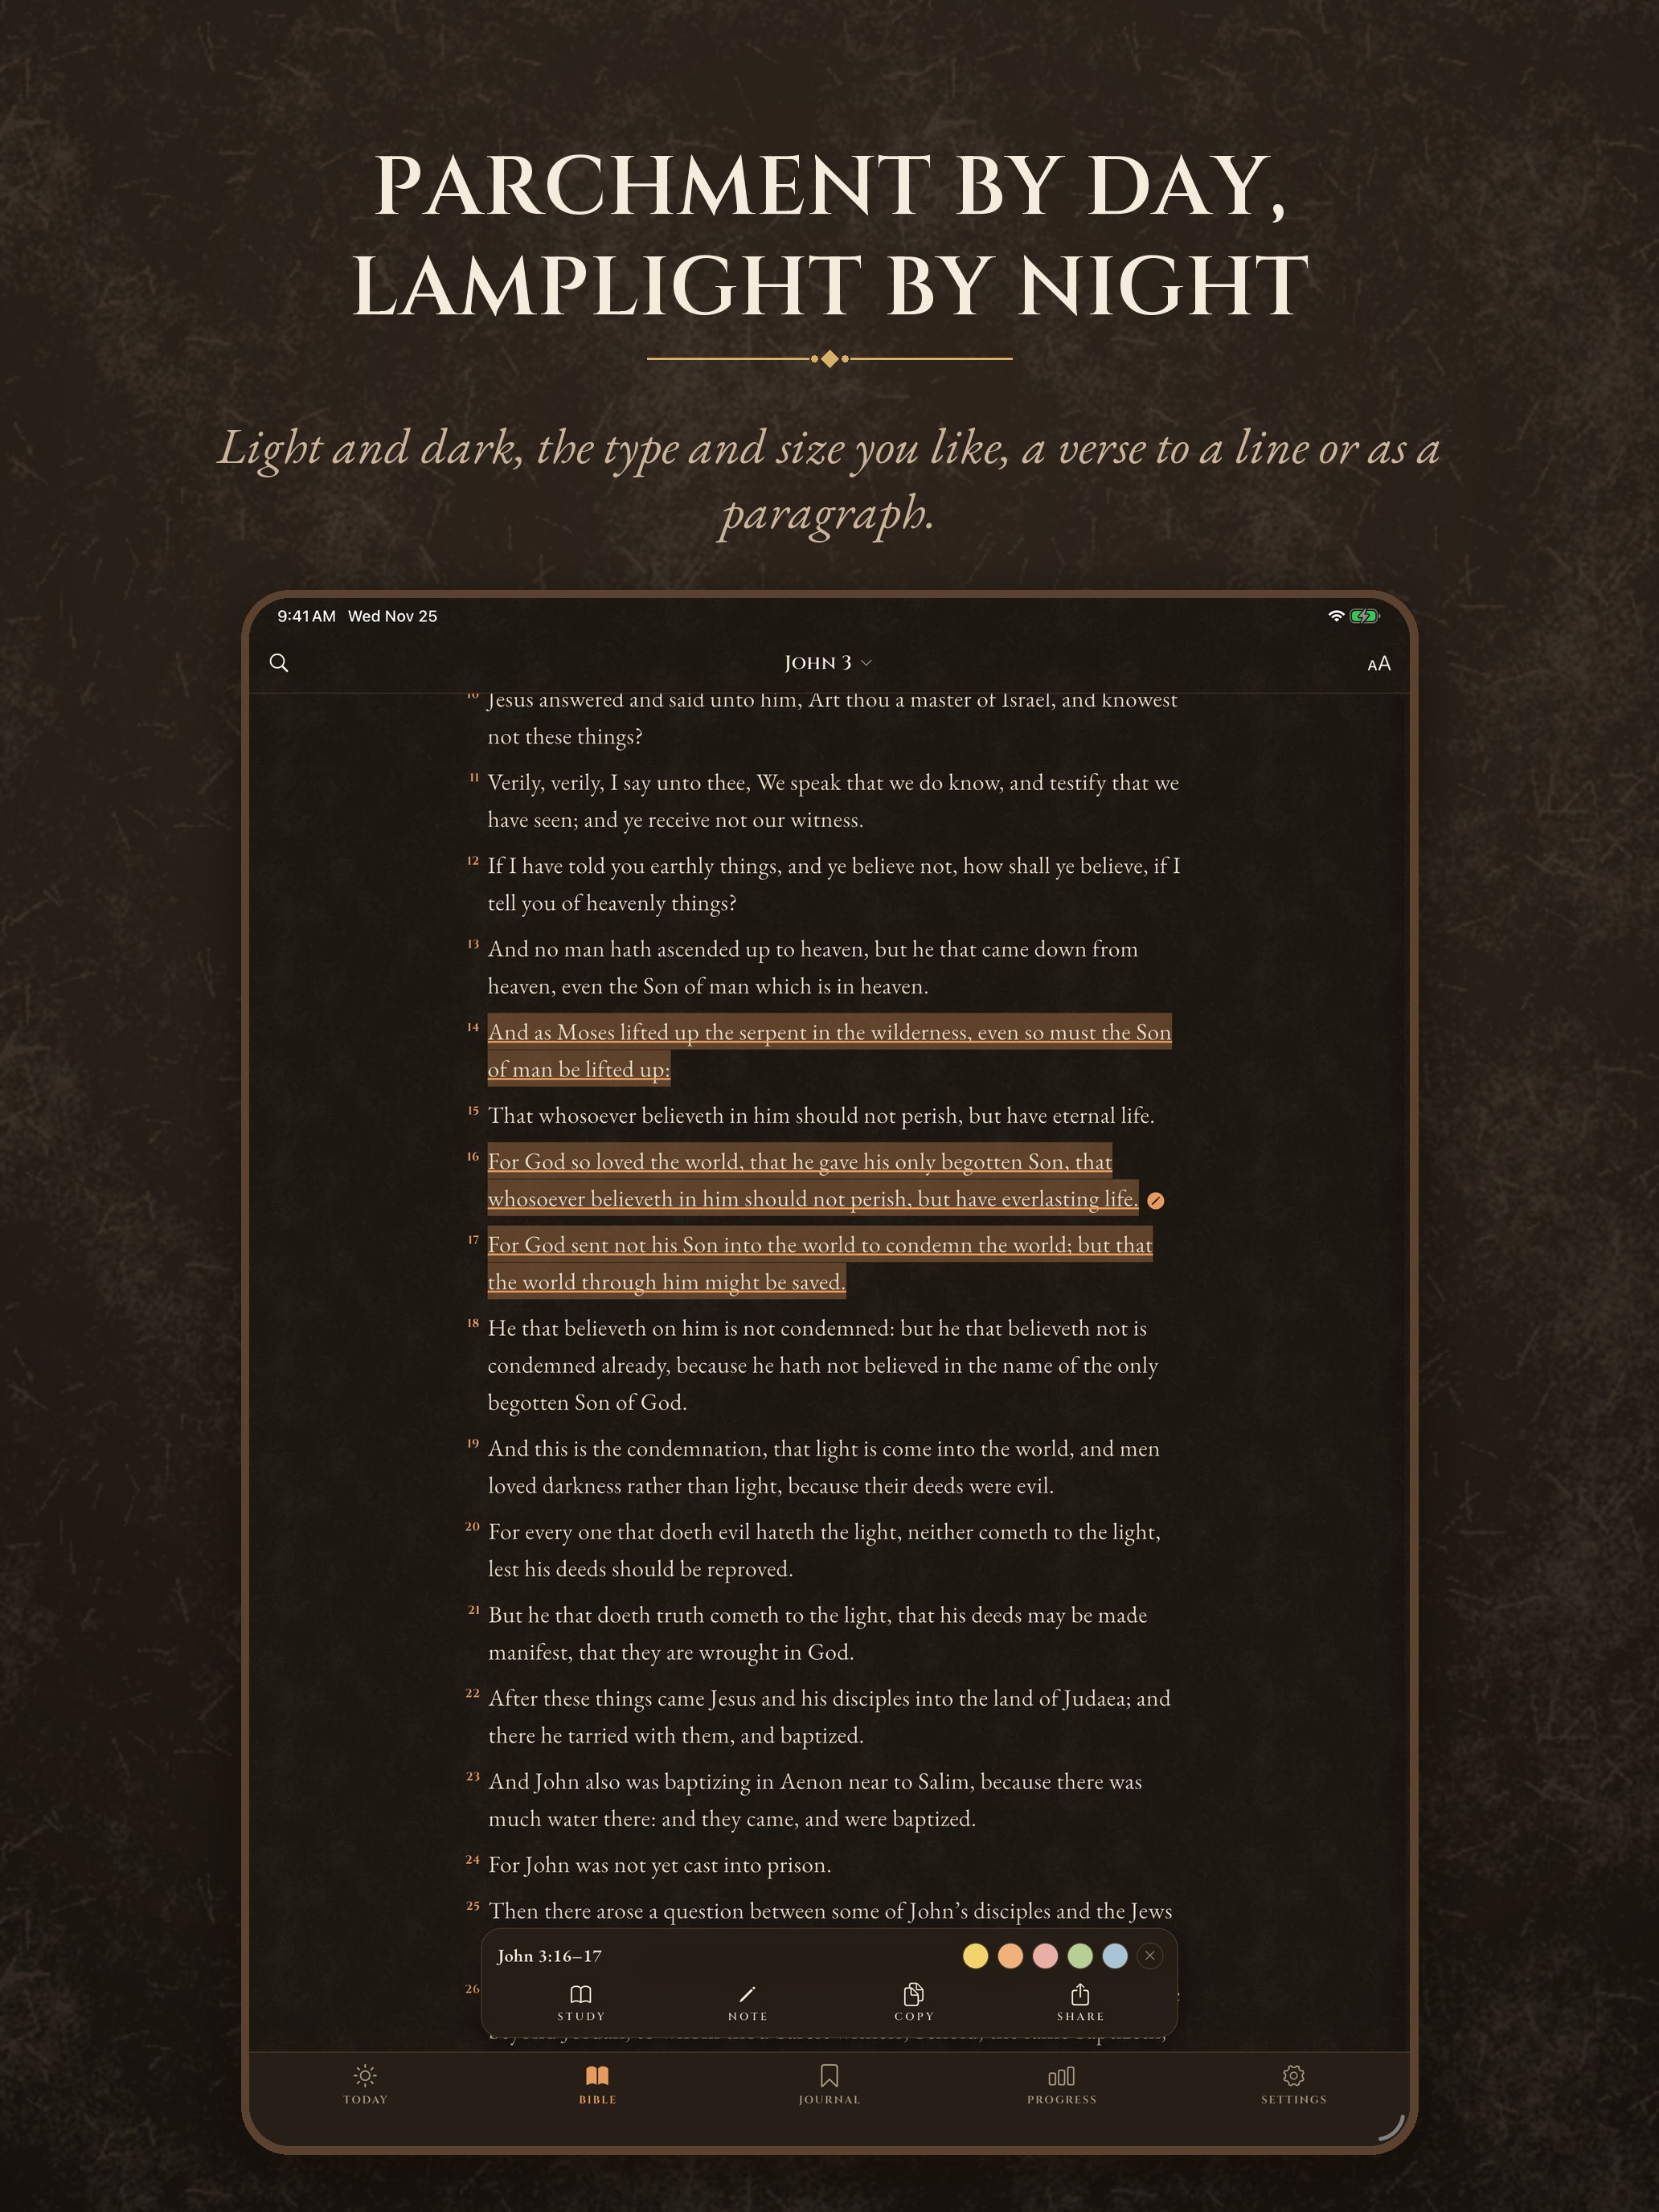 PARCHMENT BY DAY,
LAMPLIGHT BY NIGHT
Light and dark, the type and size you like, a verse to a line or as a
paragraph.
9:41 AM Wed Nov 25
JOHN 3
AA
10 Jesus answered and said unto him, Art thou a master of Israel, and knowest
not these things?
11 Verily, verily, I say unto thee, We speak that we do know, and testify that we
have seen; and ye receive not our witness.
12 If I have told you earthly things, and ye believe not, how shall ye believe, if I
tell you of heavenly things?
13 And no man hath ascended up to heaven, but he that came down from
heaven, even the Son of man which is in heaven.
14 And as Moses lifted up the serpent in the wilderness, even so must the Son
of man be lifted up:
15 That whosoever believeth in him should not perish, but have eternal life.
16 For God so loved the world, that he gave his only begotten Son, that
whosoever believeth in him should not perish, but have everlasting life.
17 For God sent not his Son into the world to condemn the world; but that
the world through him might be saved.
18 He that believeth on him is not condemned: but he that believeth not is
condemned already, because he hath not believed in the name of the only
begotten Son of God.
19 And this is the condemnation, that light is come into the world, and men
loved darkness rather than light, because their deeds were evil.
20 For every one that doeth evil hateth the light, neither cometh to the light,
lest his deeds should be reproved.
21 But he that doeth truth cometh to the light, that his deeds may be made
manifest, that they are wrought in God.
22 After these things came Jesus and his disciples into the land of Judaea; and
there he tarried with them, and baptized.
23 And John also was baptizing in Aenon near to Salim, because there was
much water there: and they came, and were baptized.
24 For John was not yet cast into prison.
25 Then there arose a question between some of John’s disciples and the Jews
John 3:16–17
26
STUDY NOTE COPY SHARE
TODAY BIBLE JOURNAL PROGRESS SETTINGS